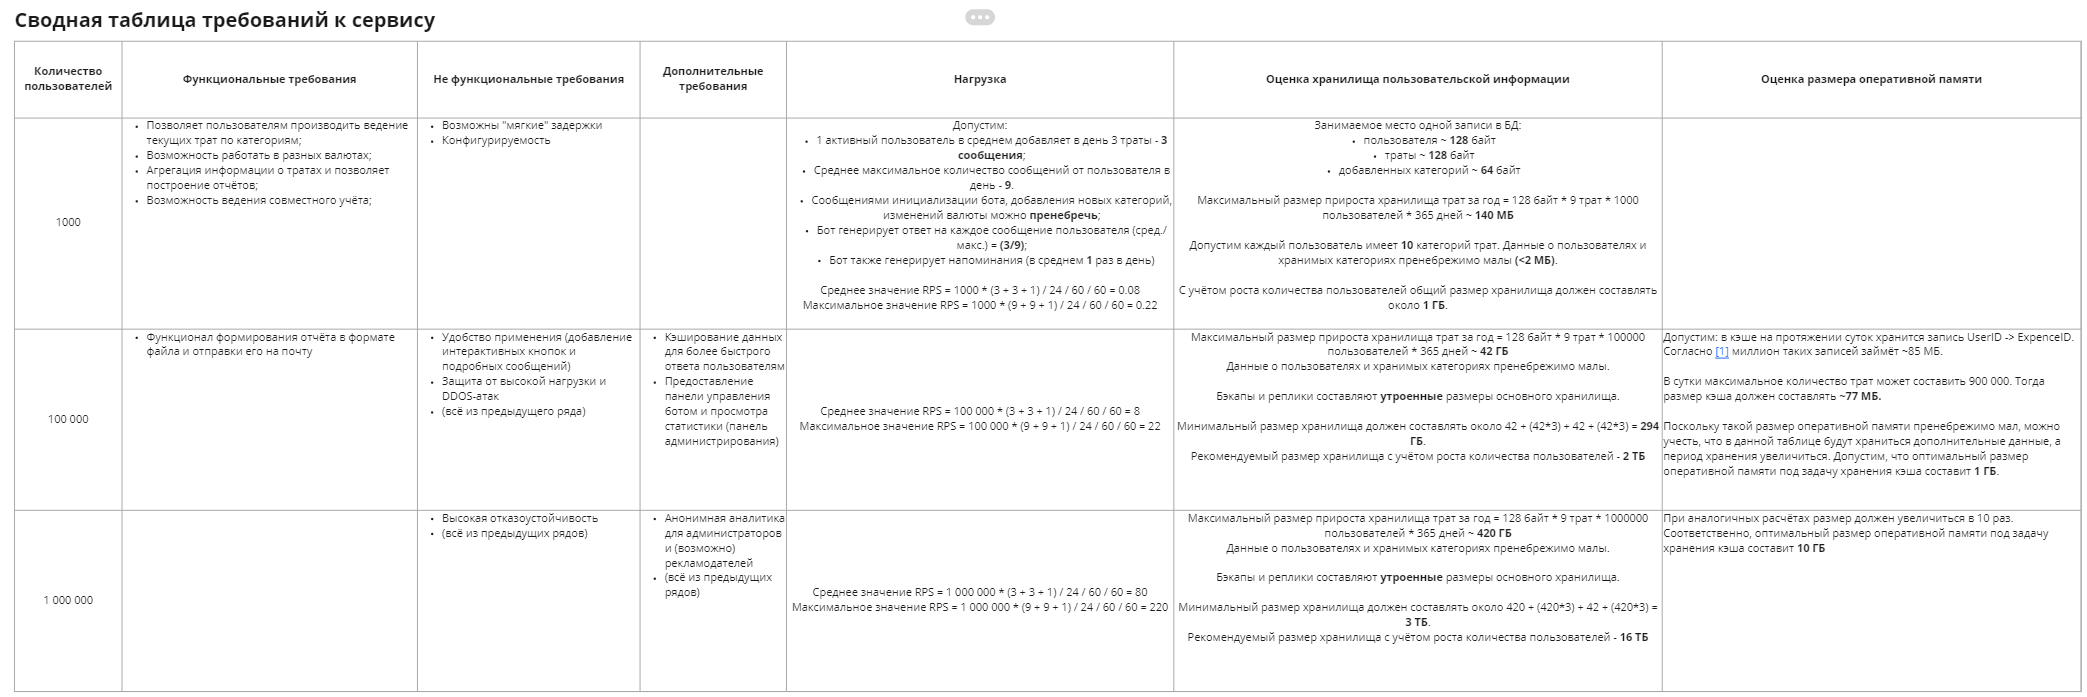 Сводная таблица требований к сервису
Количество
пользователей
Функциональные требования
Не функциональные требования
Дополнительные
требования
Нагрузка
Оценка хранилища пользовательской информации
Оценка размера оперативной памяти
1000
• Позволяет пользователям производить ведение
текущих трат по категориям;
• Возможность работать в разных валютах;
• Агрегация информации о тратах и позволяет
построение отчётов;
• Возможность ведения совместного учёта;
• Возможны "мягкие" задержки
• Конфигурируемость
Допустим:
• 1 активный пользователь в среднем добавляет в день 3 траты - 3
сообщения;
• Среднее максимальное количество сообщений от пользователя в
день - 9.
• Сообщениями инициализации бота, добавления новых категорий,
изменений валюты можно пренебречь;
• Бот генерирует ответ на каждое сообщение пользователя (сред./
макс.) = (3/9);
• Бот также генерирует напоминания (в среднем 1 раз в день)
Среднее значение RPS = 1000 * (3 + 3 + 1) / 24 / 60 / 60 = 0.08
Максимальное значение RPS = 1000 * (9 + 9 + 1) / 24 / 60 / 60 = 0.22
Занимаемое место одной записи в БД:
• пользователя ~ 128 байт
• траты ~ 128 байт
• добавленных категорий ~ 64 байт
Максимальный размер прироста хранилища трат за год = 128 байт * 9 трат * 1000
пользователей * 365 дней ~ 140 МБ
Допустим каждый пользователь имеет 10 категорий трат. Данные о пользователях и
хранимых категориях пренебрежимо малы (<2 МБ).
С учётом роста количества пользователей общий размер хранилища должен составлять
около 1 ГБ.
100 000
• Функционал формирования отчёта в формате
файла и отправки его на почту
• Удобство применения (добавление
интерактивных кнопок и
подробных сообщений)
• Защита от высокой нагрузки и
DDOS-атак
• (всё из предыдущего ряда)
• Кэширование данных
для более быстрого
ответа пользователям
• Предоставление
панели управления
ботом и просмотра
статистики (панель
администрирования)
Среднее значение RPS = 100 000 * (3 + 3 + 1) / 24 / 60 / 60 = 8
Максимальное значение RPS = 100 000 * (9 + 9 + 1) / 24 / 60 / 60 = 22
Максимальный размер прироста хранилища трат за год = 128 байт * 9 трат * 100000
пользователей * 365 дней ~ 42 ГБ
Данные о пользователях и хранимых категориях пренебрежимо малы.
Бэкапы и реплики составляют утроенные размеры основного хранилища.
Минимальный размер хранилища должен составлять около 42 + (42*3) + 42 + (42*3) = 294
ГБ.
Рекомендуемый размер хранилища с учётом роста количества пользователей - 2 ТБ
Допустим: в кэше на протяжении суток хранится запись UserID -> ExpenceID.
Согласно [1] миллион таких записей займёт ~85 МБ.
В сутки максимальное количество трат может составить 900 000. Тогда
размер кэша должен составлять ~77 МБ.
Поскольку такой размер оперативной памяти пренебрежимо мал, можно
учесть, что в данной таблице будут храниться дополнительные данные, а
период хранения увеличиться. Допустим, что оптимальный размер
оперативной памяти под задачу хранения кэша составит 1 ГБ.
1 000 000
• Высокая отказоустойчивость
• (всё из предыдущих рядов)
• Анонимная аналитика
для администраторов
и (возможно)
рекламодателей
• (всё из предыдущих
рядов)
Среднее значение RPS = 1 000 000 * (3 + 3 + 1) / 24 / 60 / 60 = 80
Максимальное значение RPS = 1 000 000 * (9 + 9 + 1) / 24 / 60 / 60 = 220
Максимальный размер прироста хранилища трат за год = 128 байт * 9 трат * 1000000
пользователей * 365 дней ~ 420 ГБ
Данные о пользователях и хранимых категориях пренебрежимо малы.
Бэкапы и реплики составляют утроенные размеры основного хранилища.
Минимальный размер хранилища должен составлять около 420 + (420*3) + 42 + (420*3) =
3 ТБ.
Рекомендуемый размер хранилища с учётом роста количества пользователей - 16 ТБ
При аналогичных расчётах размер должен увеличиться в 10 раз.
Соответственно, оптимальный размер оперативной памяти под задачу
хранения кэша составит 10 ГБ